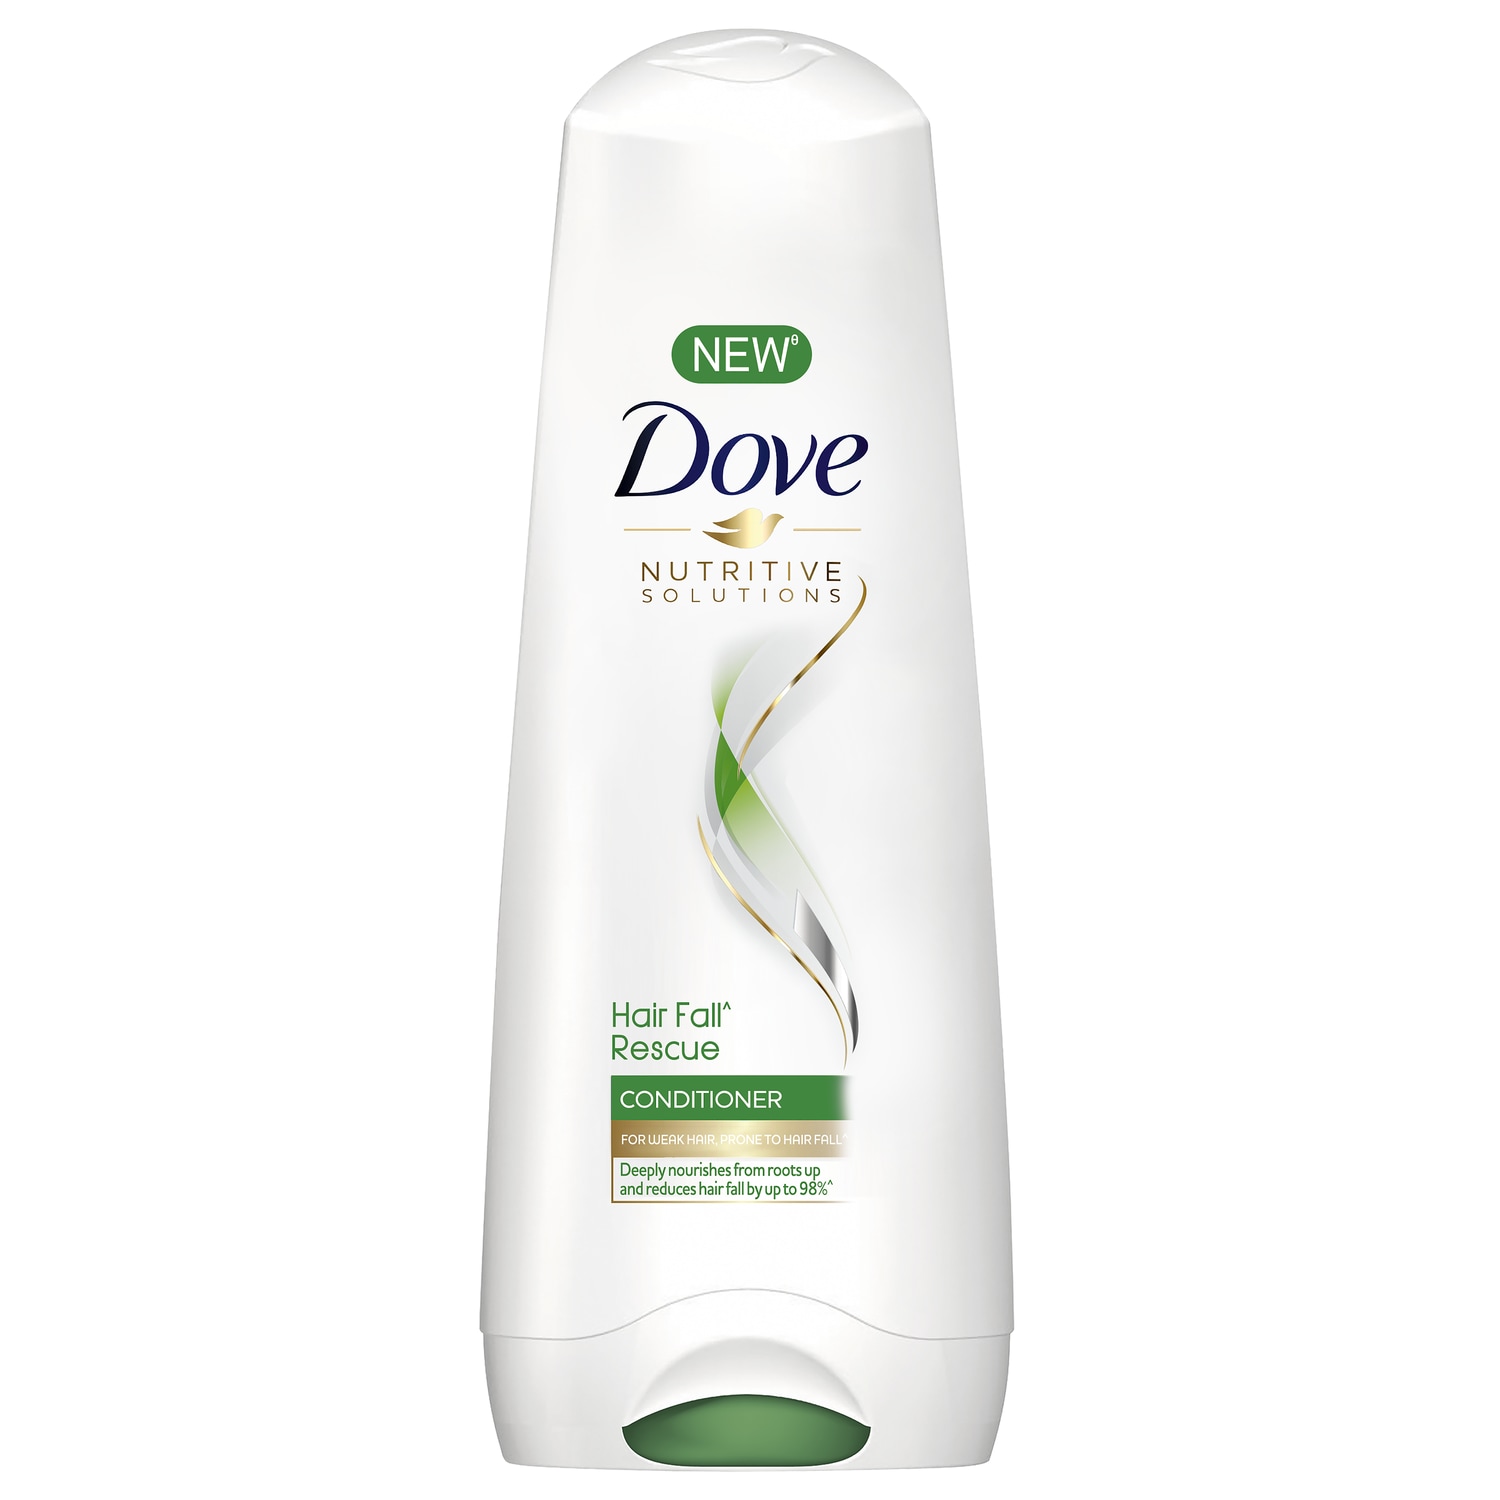 NEW⁰
Dove
NUTRITIVE
SOLUTIONS
Hair Fall^
Rescue
CONDITIONER
FOR WEAK HAIR, PRONE TO HAIR FALL^
Deeply nourishes from roots up
and reduces hair fall by up to 98%^